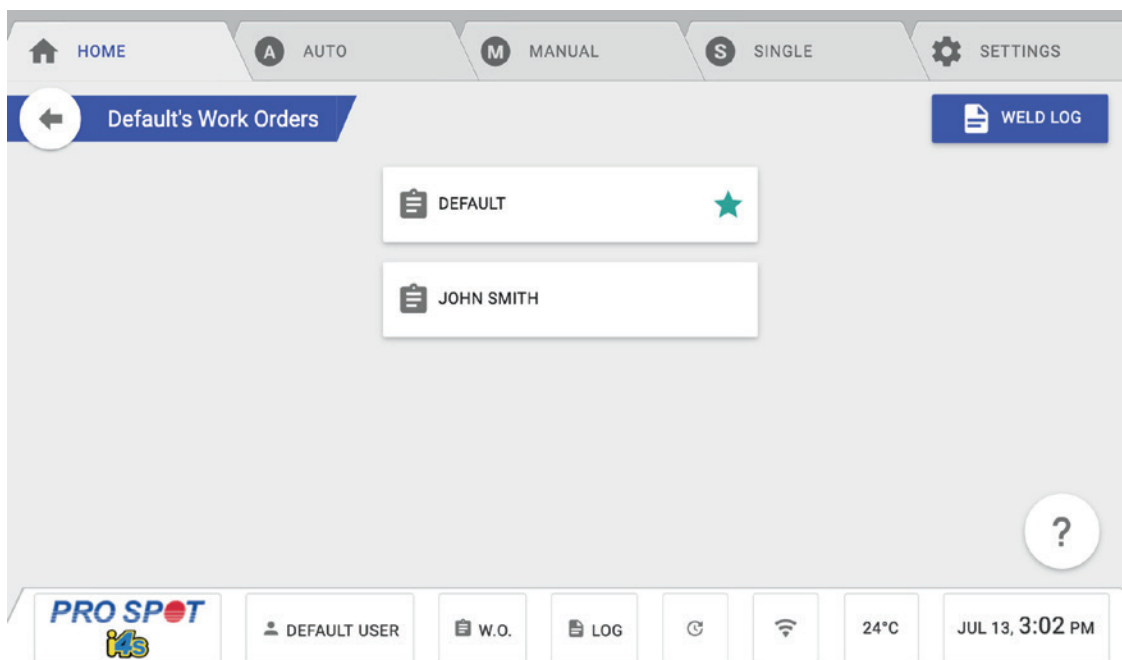 HOME
A AUTO
M MANUAL
S SINGLE
SETTINGS
Default's Work Orders
WELD LOG
DEFAULT
JOHN SMITH
?
PRO SPOT
i4s
DEFAULT USER
W.O.
LOG
24°C
JUL 13, 3:02 PM